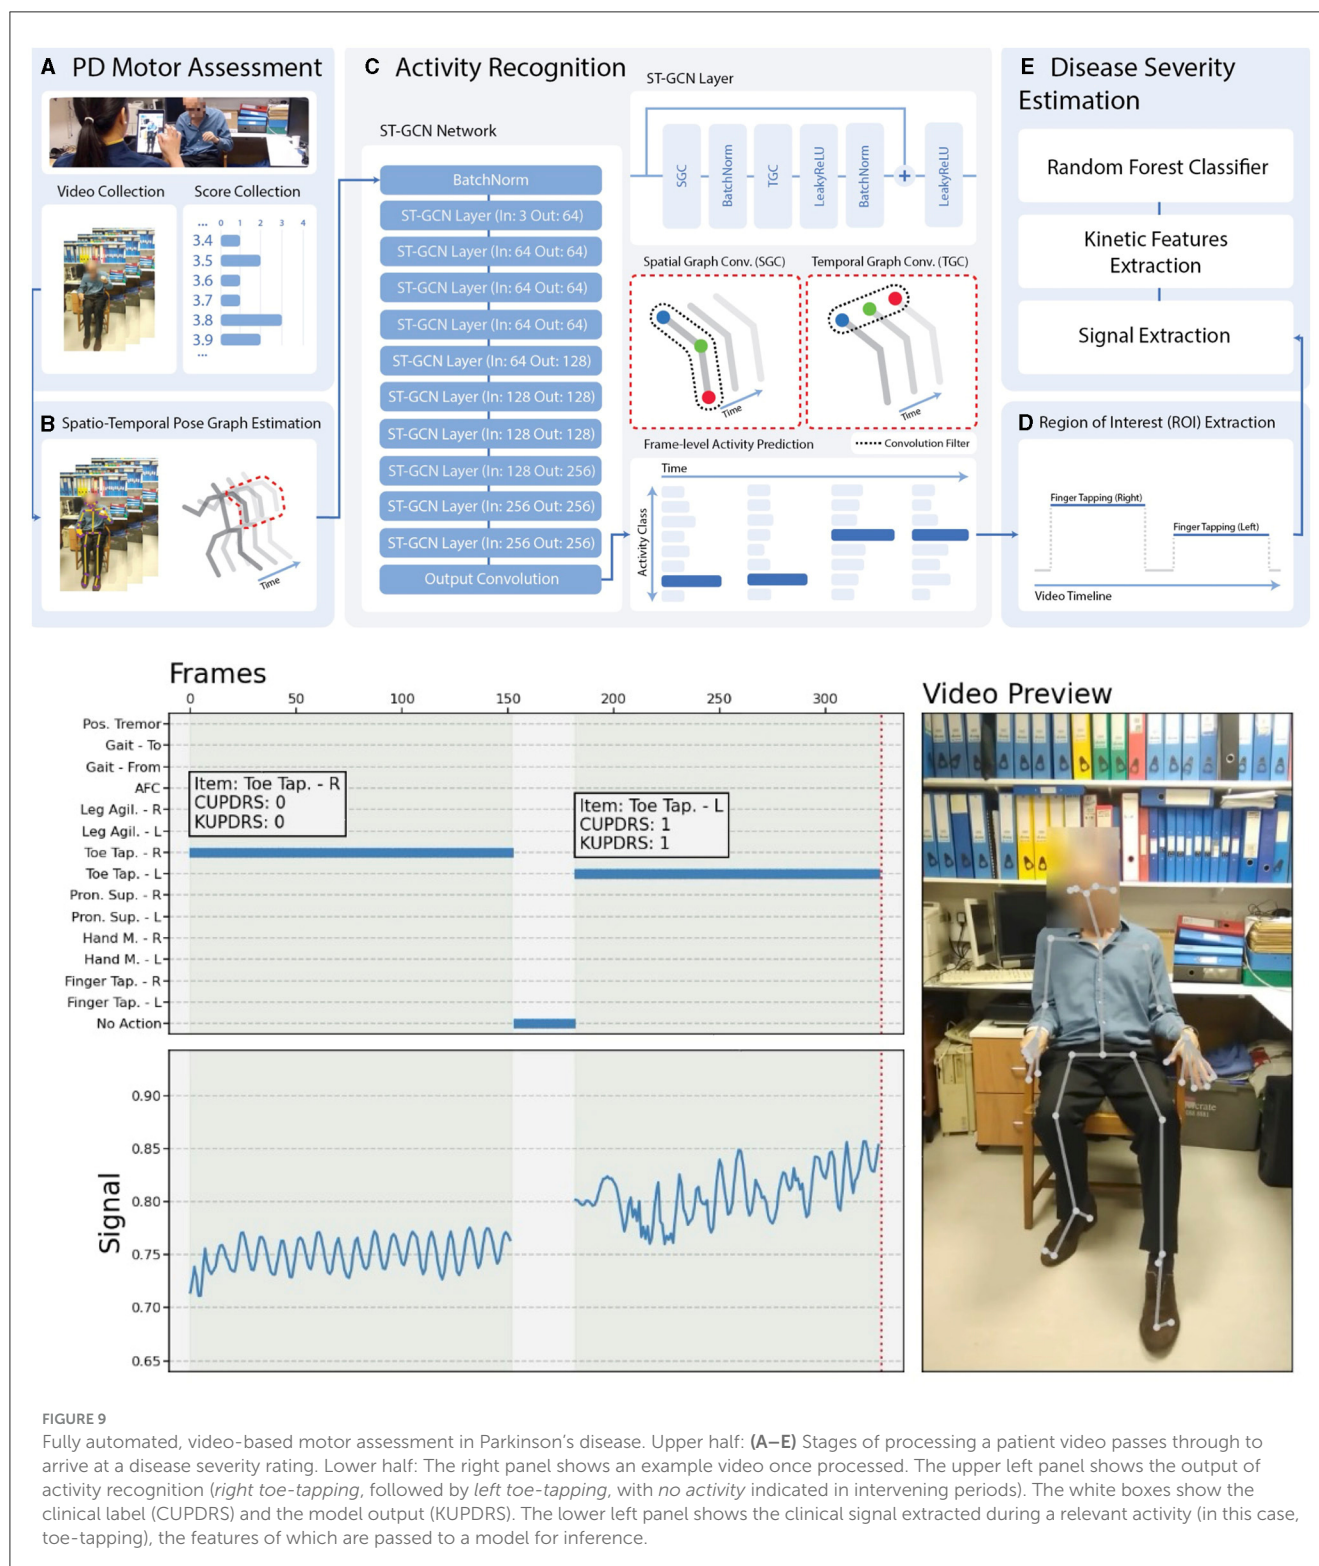 A PD Motor Assessment
Video Collection
Score Collection
... 0 1 2 3 4
3.4
3.5
3.6
3.7
3.8
3.9
...
B Spatio-Temporal Pose Graph Estimation
Time
C Activity Recognition
ST-GCN Network
BatchNorm
ST-GCN Layer (In: 3 Out: 64)
ST-GCN Layer (In: 64 Out: 64)
ST-GCN Layer (In: 64 Out: 64)
ST-GCN Layer (In: 64 Out: 64)
ST-GCN Layer (In: 64 Out: 128)
ST-GCN Layer (In: 128 Out: 128)
ST-GCN Layer (In: 128 Out: 128)
ST-GCN Layer (In: 128 Out: 256)
ST-GCN Layer (In: 256 Out: 256)
ST-GCN Layer (In: 256 Out: 256)
Output Convolution
ST-GCN Layer
SGC
BatchNorm
TGC
LeakyReLU
BatchNorm
+
LeakyReLU
Spatial Graph Conv. (SGC)
Time
Temporal Graph Conv. (TGC)
Time
Frame-level Activity Prediction
Convolution Filter
Time
Activity Class
E Disease Severity
Estimation
Random Forest Classifier
Kinetic Features
Extraction
Signal Extraction
D Region of Interest (ROI) Extraction
Finger Tapping (Right)
Finger Tapping (Left)
Video Timeline
Frames
0 50 100 150 200 250 300
Pos. Tremor
Gait - To
Gait - From
AFC
Leg Agil. - R
Leg Agil. - L
Toe Tap. - R
Toe Tap. - L
Pron. Sup. - R
Pron. Sup. - L
Hand M. - R
Hand M. - L
Finger Tap. - R
Finger Tap. - L
No Action
Item: Toe Tap. - R
CUPDRS: 0
KUPDRS: 0
Item: Toe Tap. - L
CUPDRS: 1
KUPDRS: 1
Signal
0.90
0.85
0.80
0.75
0.70
0.65
Video Preview
FIGURE 9
Fully automated, video-based motor assessment in Parkinson's disease. Upper half: (A–E) Stages of processing a patient video passes through to
arrive at a disease severity rating. Lower half: The right panel shows an example video once processed. The upper left panel shows the output of
activity recognition (right toe-tapping, followed by left toe-tapping, with no activity indicated in intervening periods). The white boxes show the
clinical label (CUPDRS) and the model output (KUPDRS). The lower left panel shows the clinical signal extracted during a relevant activity (in this case,
toe-tapping), the features of which are passed to a model for inference.